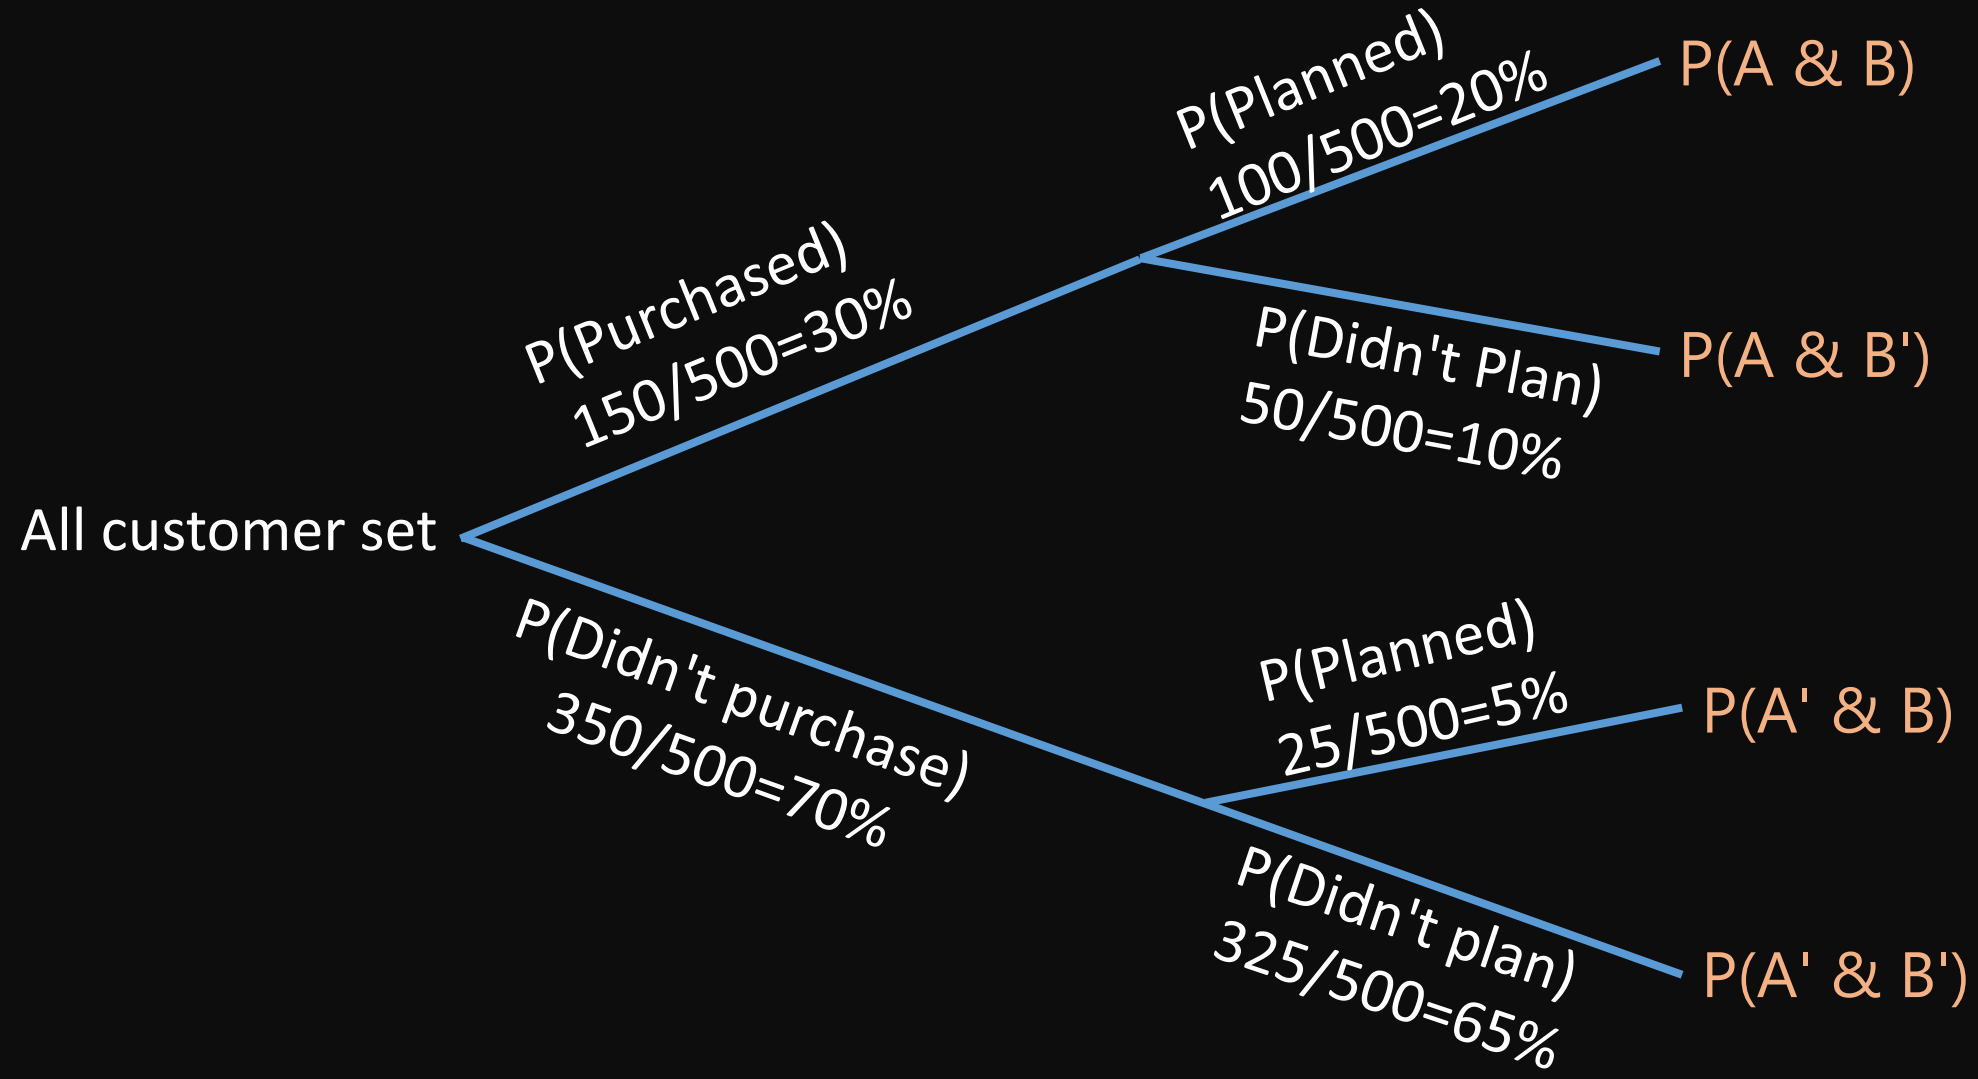 All customer set
P(Purchased)
150/500=30%
P(Planned)
100/500=20%
P(A & B)
P(Didn't Plan)
50/500=10%
P(A & B')
P(Didn't purchase)
350/500=70%
P(Planned)
25/500=5%
P(A' & B)
P(Didn't plan)
325/500=65%
P(A' & B')